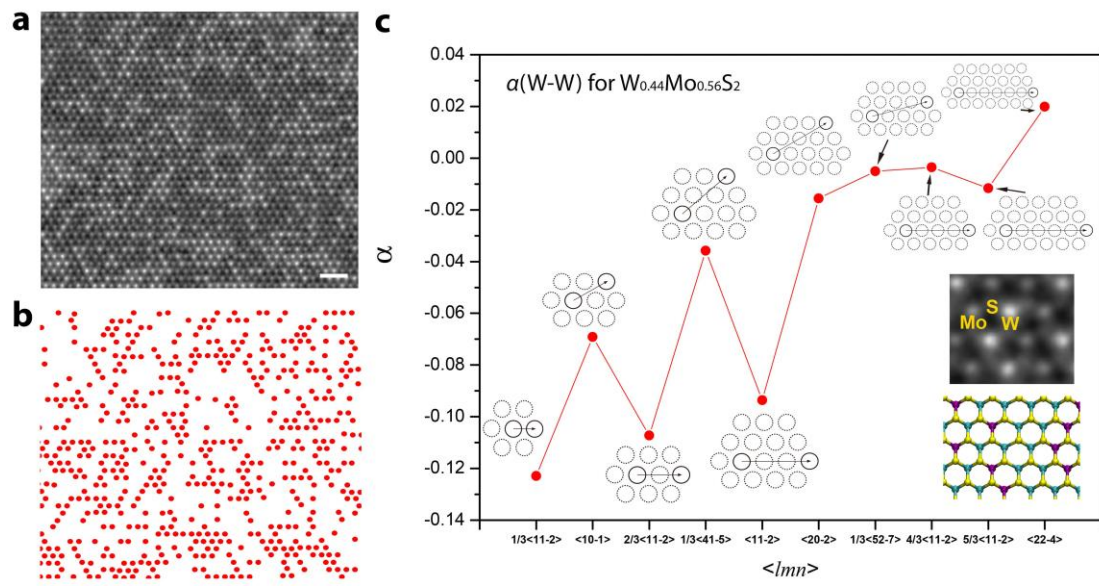 a
b
c
α(W-W) for W₀.₄₄Mo₀.₅₆S₂
0.04
0.02
0.00
-0.02
-0.04
-0.06
-0.08
-0.10
-0.12
-0.14
α
S
Mo W
1/3<11-2> <10-1> 2/3<11-2> 1/3<41-5> <11-2> <20-2> 1/3<52-7> 4/3<11-2> 5/3<11-2> <22-4>
<lmn>